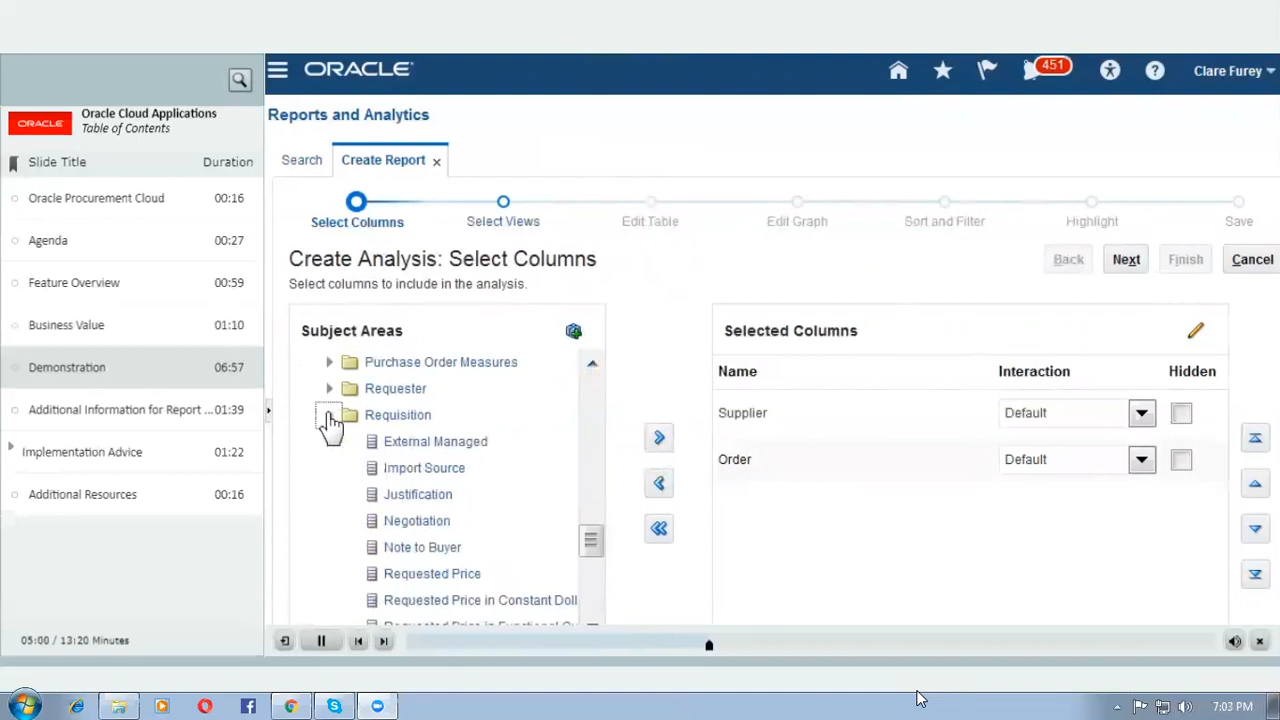 ORACLE
451
Clare Furey
ORACLE
Oracle Cloud Applications
Table of Contents
Slide Title Duration
Oracle Procurement Cloud 00:16
Agenda 00:27
Feature Overview 00:59
Business Value 01:10
Demonstration 06:57
Additional Information for Report ... 01:39
Implementation Advice 01:22
Additional Resources 00:16
05:00 / 13:20 Minutes
Reports and Analytics
Search Create Report
Select Columns Select Views Edit Table Edit Graph Sort and Filter Highlight Save
Create Analysis: Select Columns
Back Next Finish Cancel
Select columns to include in the analysis.
Subject Areas
Purchase Order Measures
Requester
Requisition
External Managed
Import Source
Justification
Negotiation
Note to Buyer
Requested Price
Requested Price in Constant Doll
Selected Columns
Name Interaction Hidden
Supplier Default
Order Default
7:03 PM